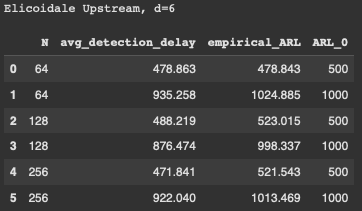 Elicoidale Upstream, d=6
N avg_detection_delay empirical_ARL ARL_0
0 64 478.863 478.843 500
1 64 935.258 1024.885 1000
2 128 488.219 523.015 500
3 128 876.474 998.337 1000
4 256 471.841 521.543 500
5 256 922.040 1013.469 1000